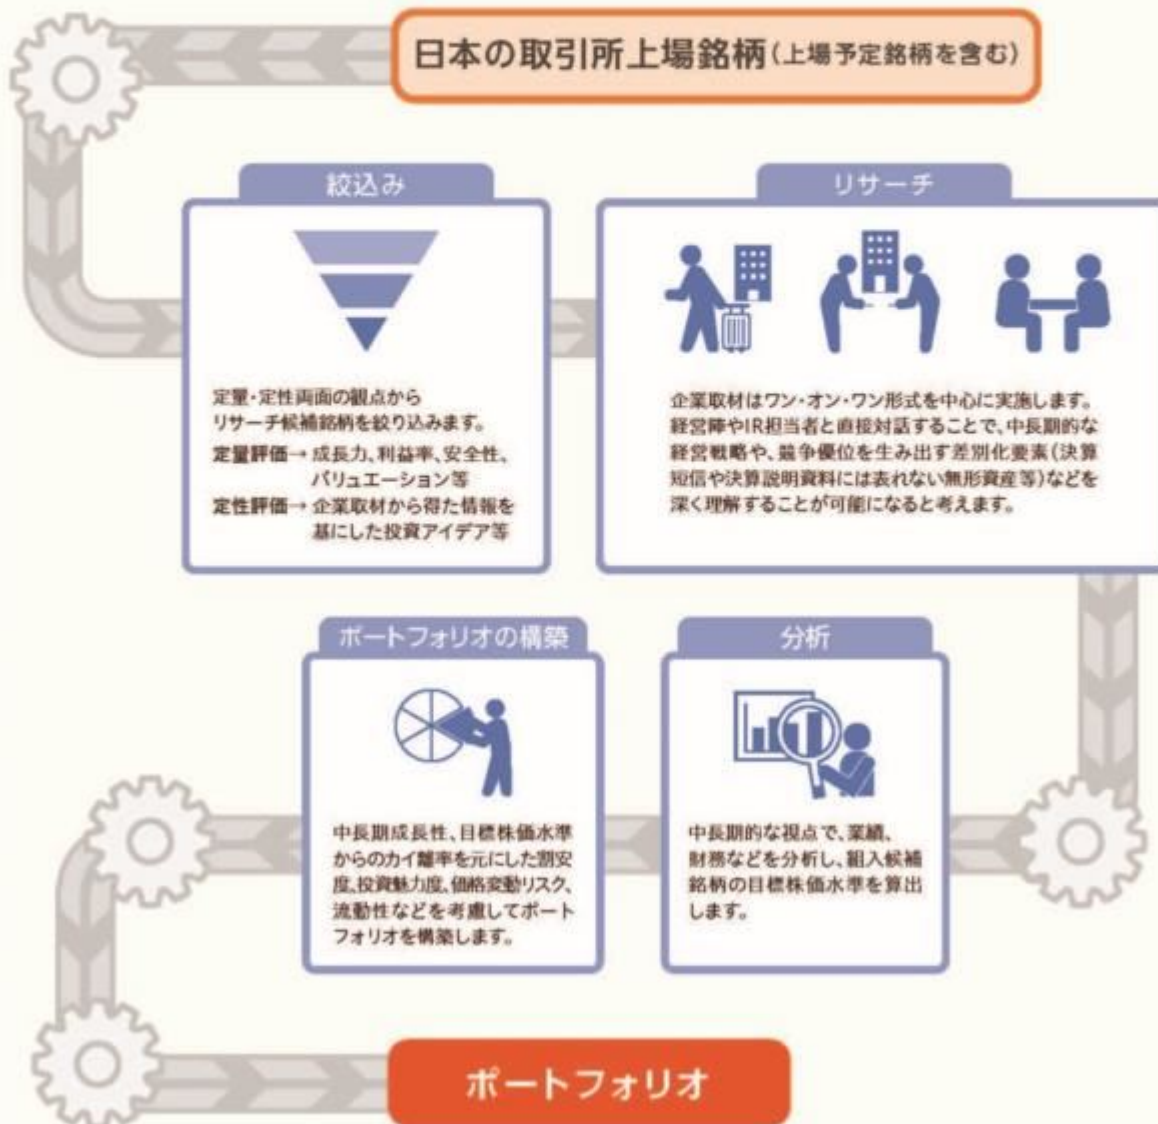 日本の取引所上場銘柄(上場予定銘柄を含む)
絞込み
定量・定性両面の観点から
リサーチ候補銘柄を絞り込みます。
定量評価→ 成長力、利益率、安全性、
バリュエーション等
定性評価→ 企業取材から得た情報を
基にした投資アイデア等
リサーチ
企業取材はワン・オン・ワン形式を中心に実施します。
経営陣やIR担当者と直接対話することで、中長期的な
経営戦略や、競争優位を生み出す差別化要素(決算
短信や決算説明資料には表れない無形資産等)などを
深く理解することが可能になると考えます。
分析
中長期的な視点で、業績、
財務などを分析し、組入候補
銘柄の目標株価水準を算出
します。
ポートフォリオの構築
中長期成長性、目標株価水準
からのカイ離率を元にした割安
度、投資魅力度、価格変動リスク、
流動性などを考慮してポート
フォリオを構築します。
ポートフォリオ